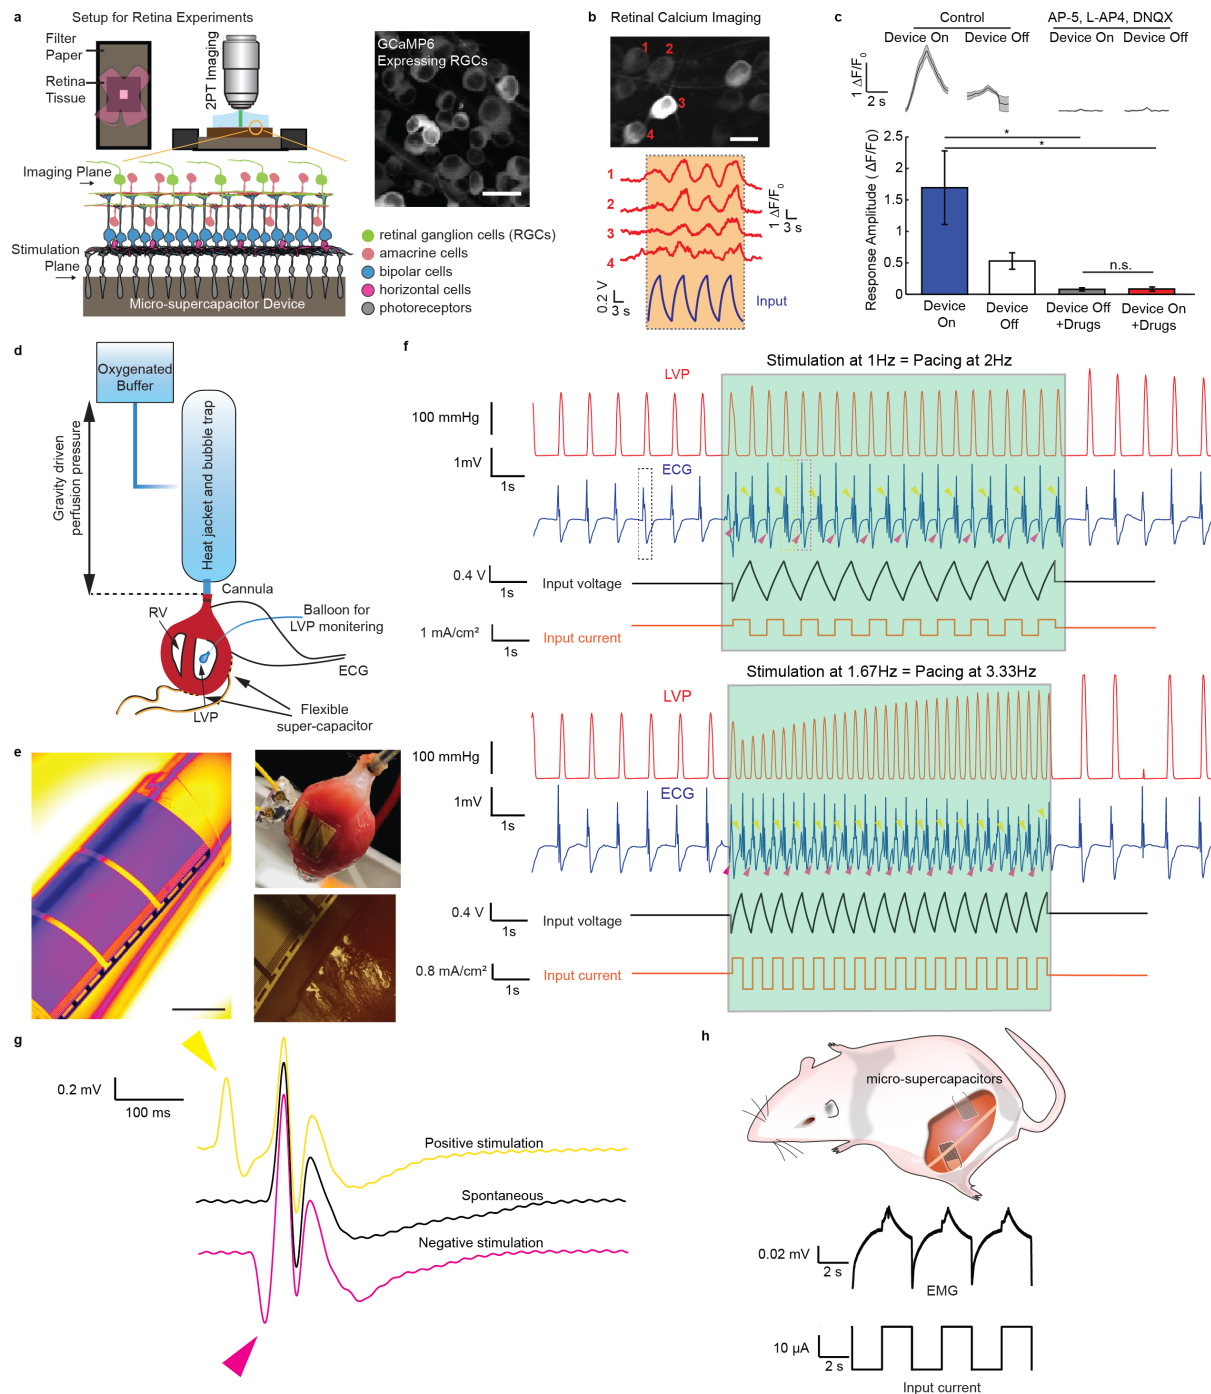 a
Setup for Retina Experiments
Filter
Paper
Retina
Tissue
2PT Imaging
GCaMP6
Expressing RGCs
Imaging Plane
Stimulation
Plane
Micro-supercapacitor Device
retinal ganglion cells (RGCs)
amacrine cells
bipolar cells
horizontal cells
photoreceptors
b
Retinal Calcium Imaging
1
2
3
4
1
2
3
4
1 ΔF/F0
3 s
0.2 V
3 s
Input
c
Control
AP-5, L-AP4, DNQX
Device On
Device Off
Device On
Device Off
1 ΔF/F0
2 s
Response Amplitude ( ΔF/F0)
2.5
2
1.5
1
0.5
0
*
*
n.s.
Device
On
Device
Off
Device Off
+Drugs
Device On
+Drugs
d
Oxygenated
Buffer
Gravity driven
perfusion pressure
Heat jacket and bubble trap
Cannula
RV
Balloon for
LVP monitering
ECG
LVP
Flexible
super-capacitor
e
f
Stimulation at 1Hz = Pacing at 2Hz
LVP
100 mmHg
1mV
1s
ECG
0.4 V
1s
Input voltage
1 mA/cm²
1s
Input current
Stimulation at 1.67Hz = Pacing at 3.33Hz
LVP
100 mmHg
1mV
1s
ECG
0.4 V
1s
Input voltage
0.8 mA/cm²
1s
Input current
g
0.2 mV
100 ms
Positive stimulation
Spontaneous
Negative stimulation
h
micro-supercapacitors
0.02 mV
2 s
EMG
10 µA
2 s
Input current